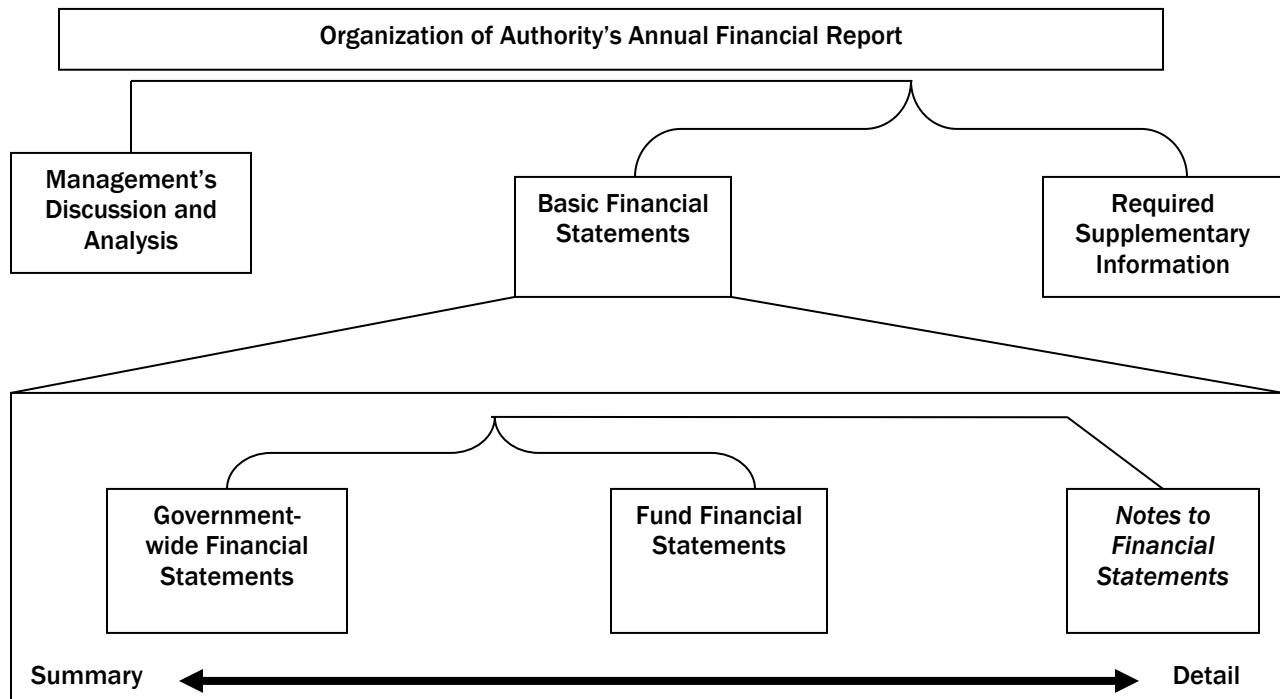 Organization of Authority’s Annual Financial Report
Management’s
Discussion and
Analysis
Basic Financial
Statements
Required
Supplementary
Information
Government-
wide Financial
Statements
Fund Financial
Statements
Notes to
Financial
Statements
Summary
Detail